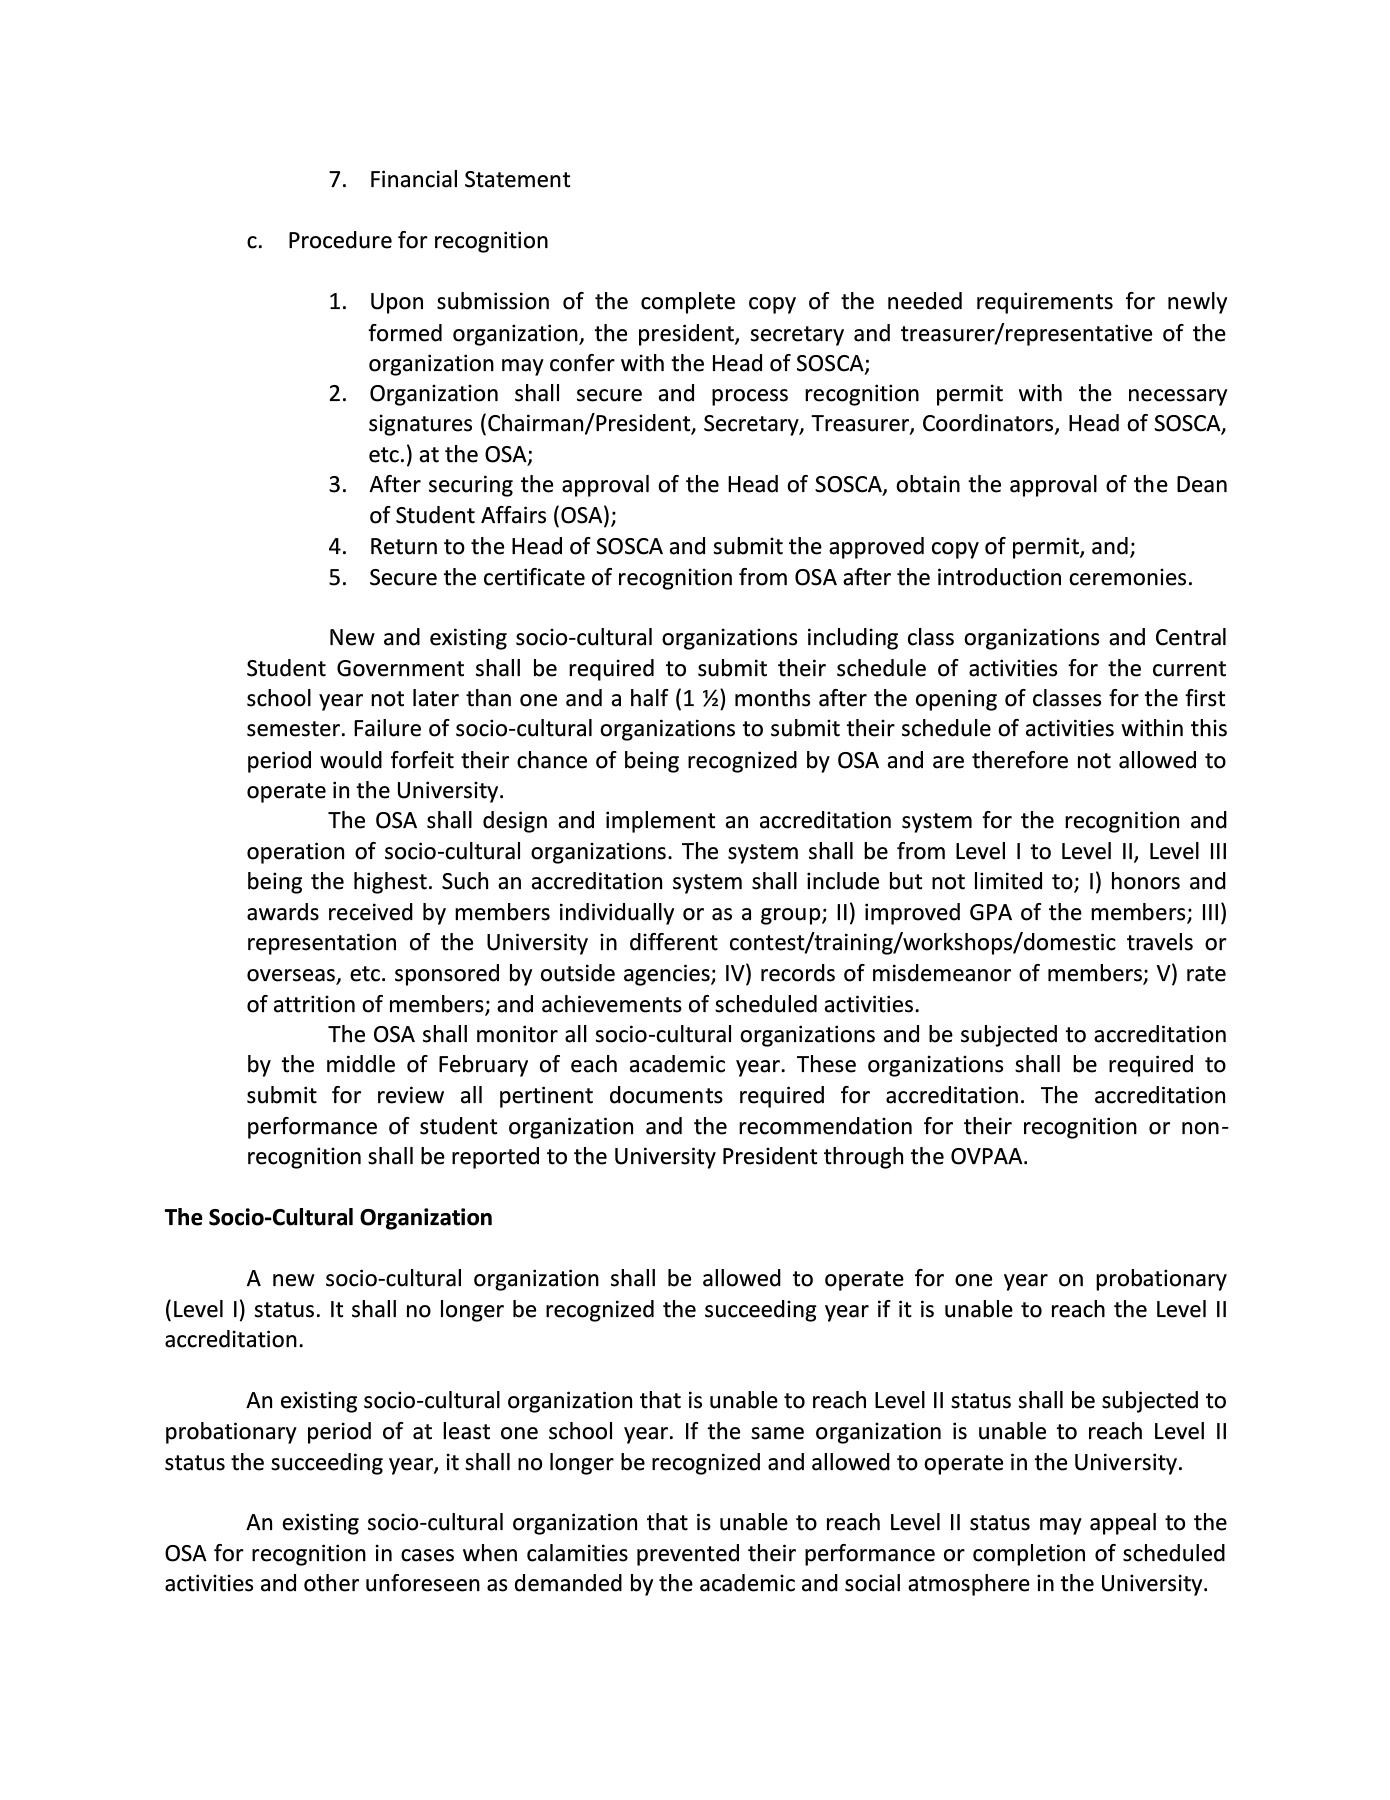 7. Financial Statement
c. Procedure for recognition
1. Upon submission of the complete copy of the needed requirements for newly
formed organization, the president, secretary and treasurer/representative of the
organization may confer with the Head of SOSCA;
2. Organization shall secure and process recognition permit with the necessary
signatures (Chairman/President, Secretary, Treasurer, Coordinators, Head of SOSCA,
etc.) at the OSA;
3. After securing the approval of the Head of SOSCA, obtain the approval of the Dean
of Student Affairs (OSA);
4. Return to the Head of SOSCA and submit the approved copy of permit, and;
5. Secure the certificate of recognition from OSA after the introduction ceremonies.
New and existing socio-cultural organizations including class organizations and Central
Student Government shall be required to submit their schedule of activities for the current
school year not later than one and a half (1 ½) months after the opening of classes for the first
semester. Failure of socio-cultural organizations to submit their schedule of activities within this
period would forfeit their chance of being recognized by OSA and are therefore not allowed to
operate in the University.
The OSA shall design and implement an accreditation system for the recognition and
operation of socio-cultural organizations. The system shall be from Level I to Level II, Level III
being the highest. Such an accreditation system shall include but not limited to; I) honors and
awards received by members individually or as a group; II) improved GPA of the members; III)
representation of the University in different contest/training/workshops/domestic travels or
overseas, etc. sponsored by outside agencies; IV) records of misdemeanor of members; V) rate
of attrition of members; and achievements of scheduled activities.
The OSA shall monitor all socio-cultural organizations and be subjected to accreditation
by the middle of February of each academic year. These organizations shall be required to
submit for review all pertinent documents required for accreditation. The accreditation
performance of student organization and the recommendation for their recognition or non-
recognition shall be reported to the University President through the OVPAA.
The Socio-Cultural Organization
A new socio-cultural organization shall be allowed to operate for one year on probationary
(Level I) status. It shall no longer be recognized the succeeding year if it is unable to reach the Level II
accreditation.
An existing socio-cultural organization that is unable to reach Level II status shall be subjected to
probationary period of at least one school year. If the same organization is unable to reach Level II
status the succeeding year, it shall no longer be recognized and allowed to operate in the University.
An existing socio-cultural organization that is unable to reach Level II status may appeal to the
OSA for recognition in cases when calamities prevented their performance or completion of scheduled
activities and other unforeseen as demanded by the academic and social atmosphere in the University.